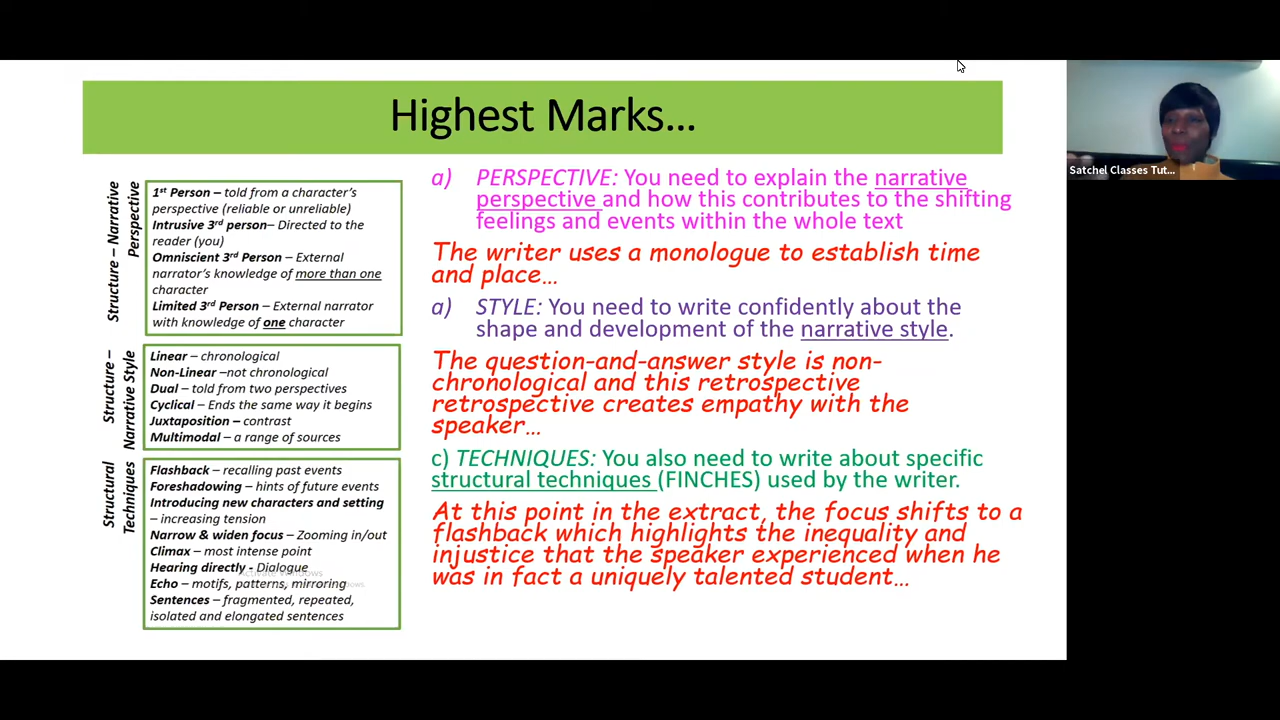 Highest Marks...
Structure – Narrative
Perspective
1st Person – told from a character's
perspective (reliable or unreliable)
Intrusive 3rd person– Directed to the
reader (you)
Omniscient 3rd Person – External
narrator's knowledge of more than one
character
Limited 3rd Person – External narrator
with knowledge of one character
Structure –
Narrative Style
Linear – chronological
Non-Linear –not chronological
Dual – told from two perspectives
Cyclical – Ends the same way it begins
Juxtaposition – contrast
Multimodal – a range of sources
Structural
Techniques
Flashback – recalling past events
Foreshadowing – hints of future events
Introducing new characters and setting
– increasing tension
Narrow & widen focus – Zooming in/out
Climax – most intense point
Hearing directly - Dialogue
Echo – motifs, patterns, mirroring
Sentences – fragmented, repeated,
isolated and elongated sentences
a) PERSPECTIVE: You need to explain the narrative
perspective and how this contributes to the shifting
feelings and events within the whole text
The writer uses a monologue to establish time
and place...
a) STYLE: You need to write confidently about the
shape and development of the narrative style.
The question-and-answer style is non-
chronological and this retrospective
retrospective creates empathy with the
speaker...
c) TECHNIQUES: You also need to write about specific
structural techniques (FINCHES) used by the writer.
At this point in the extract, the focus shifts to a
flashback which highlights the inequality and
injustice that the speaker experienced when he
was in fact a uniquely talented student...
Satchel Classes Tut...
Activate Windows